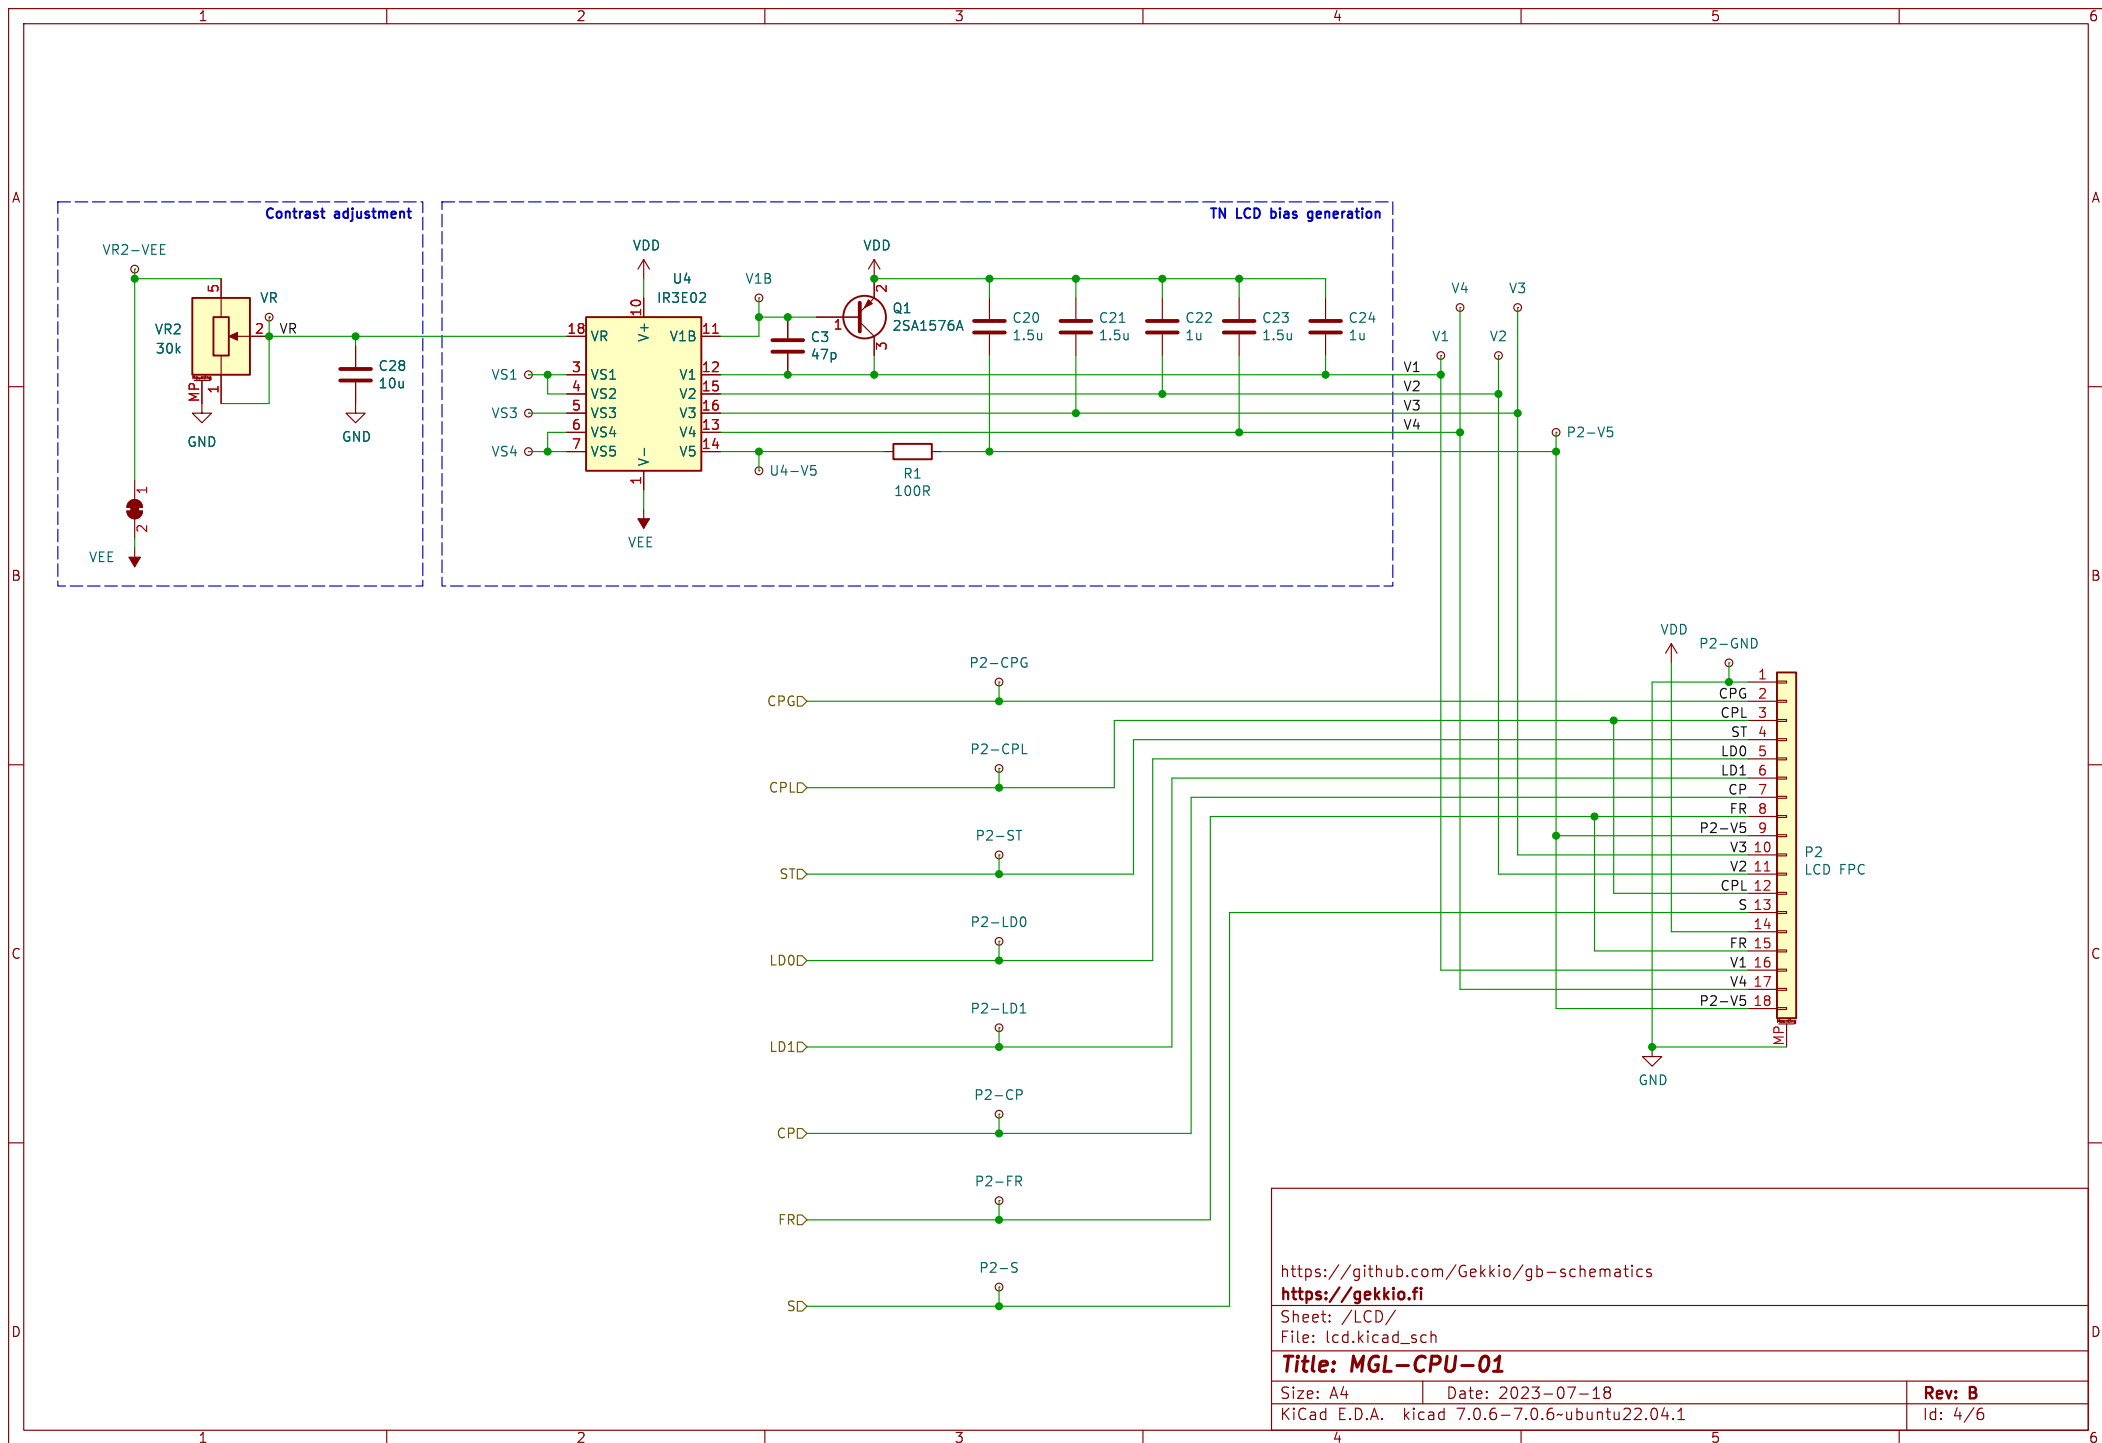 1 2 3 4 5 6
A A
B B
C C
D D
Contrast adjustment
VR2-VEE
5
VR
2 VR
VR2
30k
MP
1
GND
C28
10u
GND
1
2
VEE
TN LCD bias generation
VDD
U4
IR3E02
10
V+
18 VR
V1B 11
VS1 3 VS1
4 VS2
VS3 5 VS3
6 VS4
VS4 7 VS5
V1 12
V2 15
V3 16
V4 13
V5 14
V-
1
VEE
V1B
C3
47p
VDD
2
1
3
Q1
2SA1576A
C20
1.5u
C21
1.5u
C22
1u
C23
1.5u
C24
1u
U4-V5
R1
100R
V1
V2
V3
V4
V4
V3
V1
V2
P2-V5
P2-CPG
CPG
P2-CPL
CPL
P2-ST
ST
P2-LD0
LD0
P2-LD1
LD1
P2-CP
CP
P2-FR
FR
P2-S
S
VDD
P2-GND
1
CPG 2
CPL 3
ST 4
LD0 5
LD1 6
CP 7
FR 8
P2-V5 9
V3 10
V2 11
CPL 12
S 13
14
FR 15
V1 16
V4 17
P2-V5 18
MP
P2
LCD FPC
GND
https://github.com/Gekkio/gb-schematics
https://gekkio.fi
Sheet: /LCD/
File: lcd.kicad_sch
Title: MGL-CPU-01
Size: A4 Date: 2023-07-18 Rev: B
KiCad E.D.A. kicad 7.0.6-7.0.6~ubuntu22.04.1 Id: 4/6
1 2 3 4 5 6